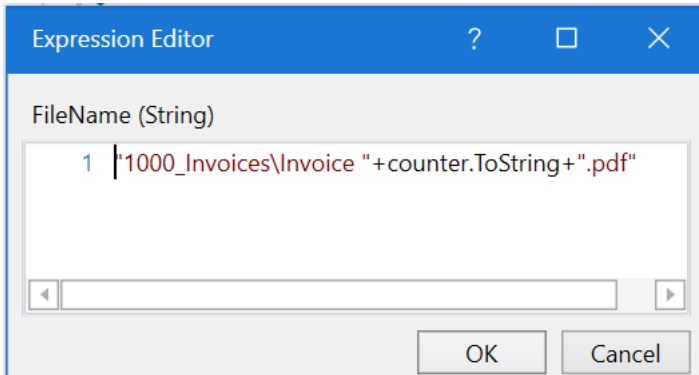 Expression Editor ?
FileName (String)
1 "1000_Invoices\Invoice "+counter.ToString+".pdf"
OK Cancel